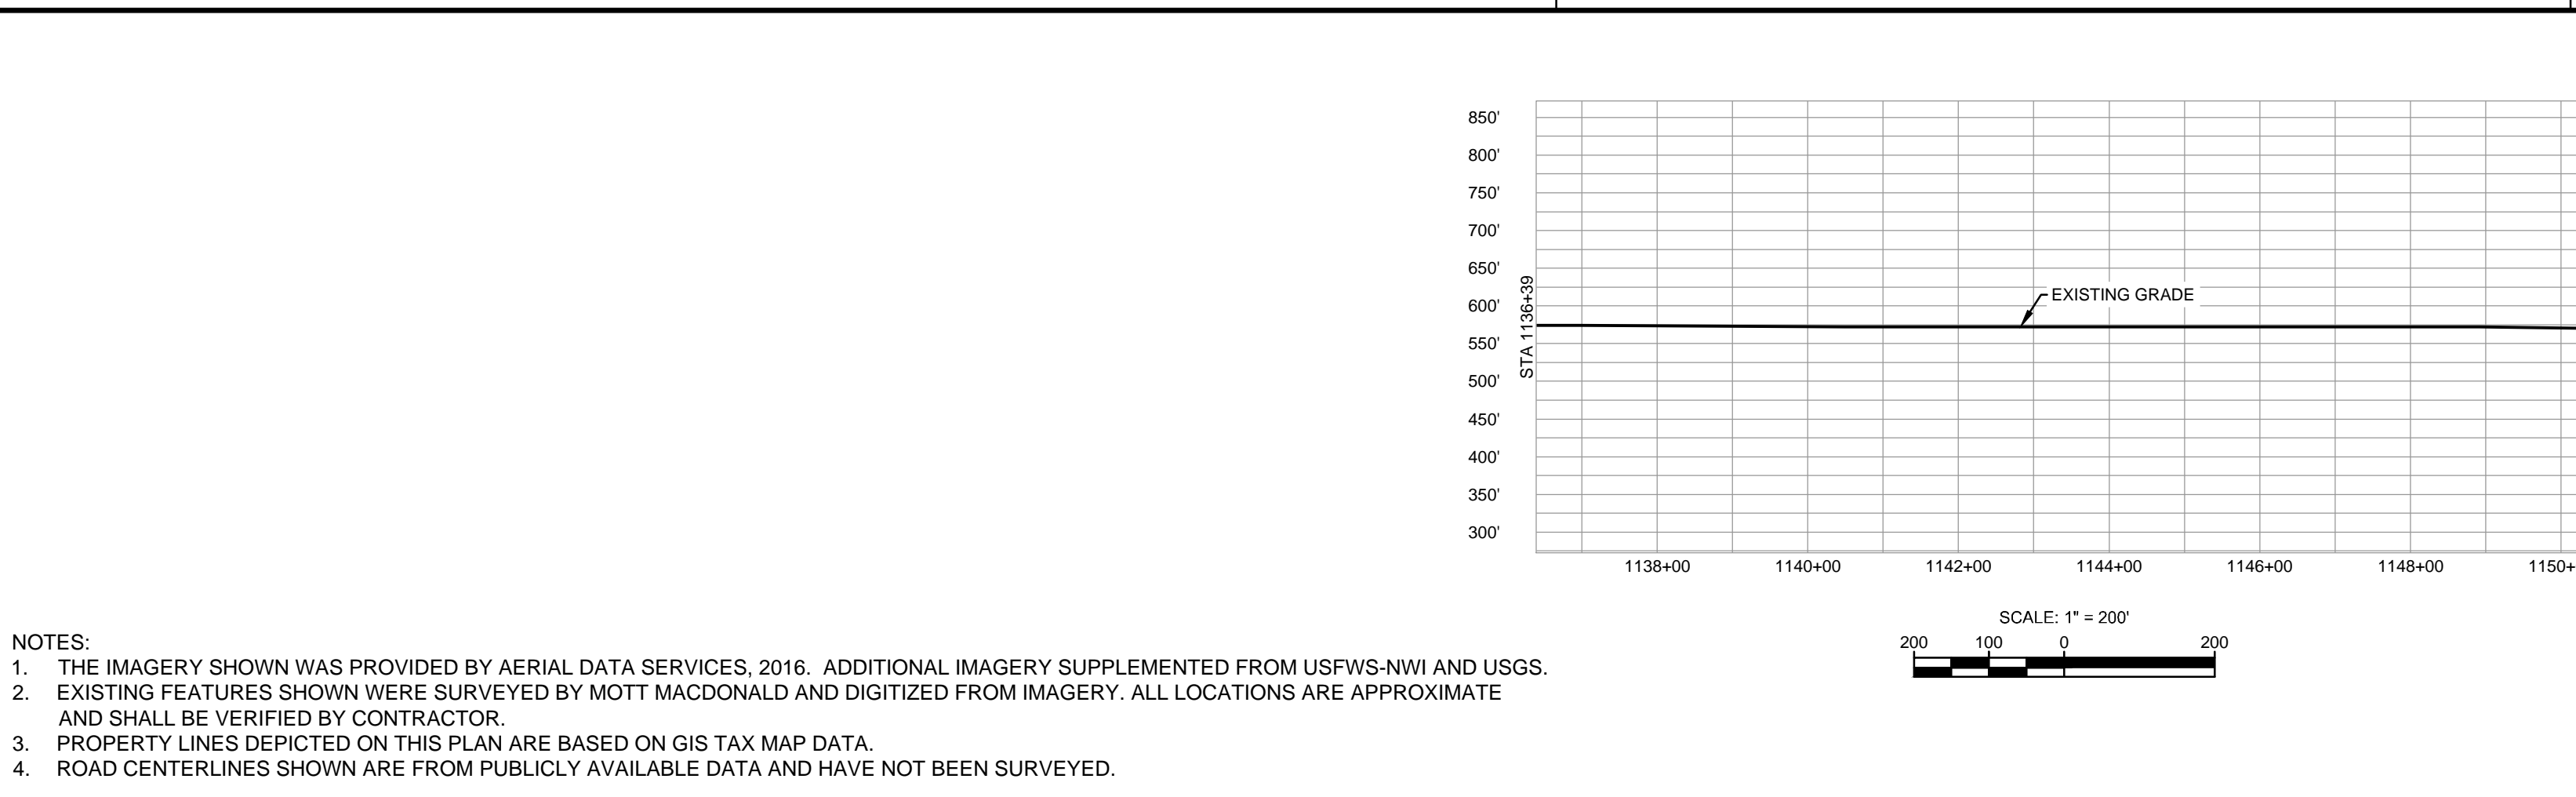 850'
800'
750'
700'
650'
600'
550'
500'
450'
400'
350'
300'
STA 1136+39
EXISTING GRADE
1138+00 1140+00 1142+00 1144+00 1146+00 1148+00 1150+
SCALE: 1" = 200'
200 100 0 200
NOTES:
1. THE IMAGERY SHOWN WAS PROVIDED BY AERIAL DATA SERVICES, 2016. ADDITIONAL IMAGERY SUPPLEMENTED FROM USFWS-NWI AND USGS.
2. EXISTING FEATURES SHOWN WERE SURVEYED BY MOTT MACDONALD AND DIGITIZED FROM IMAGERY. ALL LOCATIONS ARE APPROXIMATE
AND SHALL BE VERIFIED BY CONTRACTOR.
3. PROPERTY LINES DEPICTED ON THIS PLAN ARE BASED ON GIS TAX MAP DATA.
4. ROAD CENTERLINES SHOWN ARE FROM PUBLICLY AVAILABLE DATA AND HAVE NOT BEEN SURVEYED.